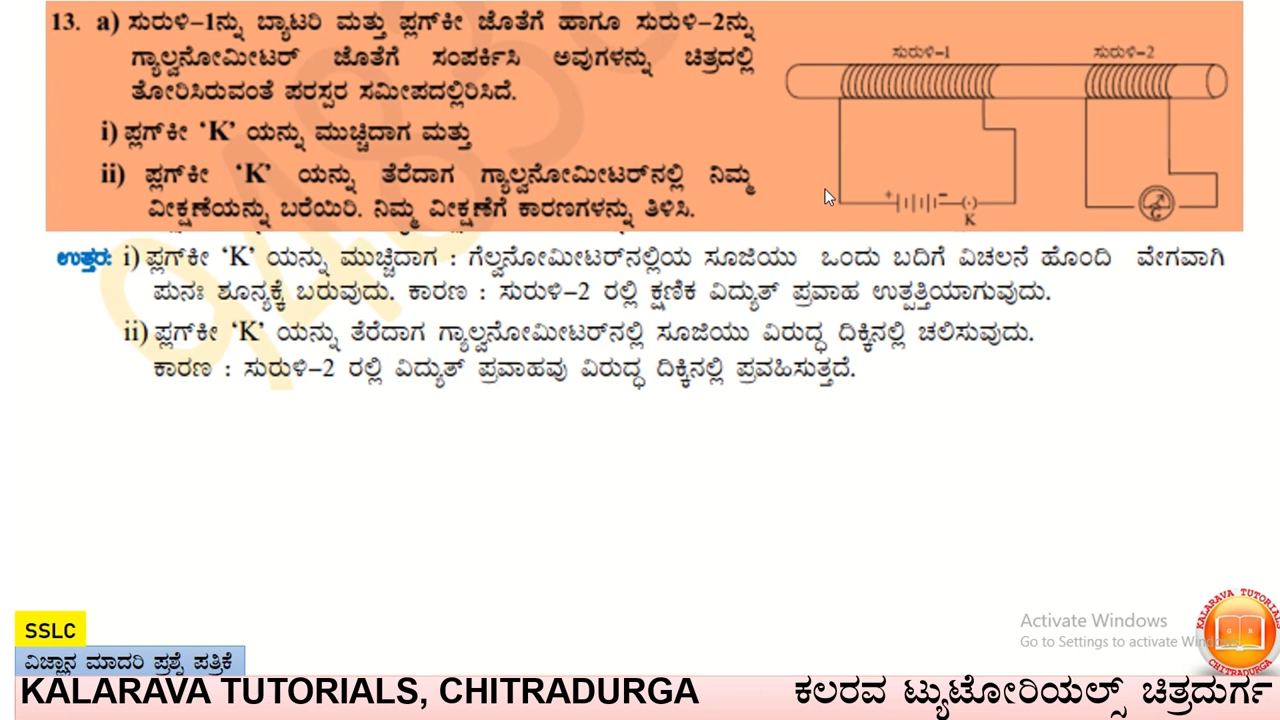 13. a) ಸುರುಳಿ–1ನ್ನು ಬ್ಯಾಟರಿ ಮತ್ತು ಪ್ಲಗ್‌ಕೀ ಜೊತೆಗೆ ಹಾಗೂ ಸುರುಳಿ–2ನ್ನು
ಗ್ಯಾಲ್ವನೋಮೀಟರ್ ಜೊತೆಗೆ ಸಂಪರ್ಕಿಸಿ ಅವುಗಳನ್ನು ಚಿತ್ರದಲ್ಲಿ
ತೋರಿಸಿರುವಂತೆ ಪರಸ್ಪರ ಸಮೀಪದಲ್ಲಿರಿಸಿದೆ.
i) ಪ್ಲಗ್‌ಕೀ ‘K’ ಯನ್ನು ಮುಚ್ಚಿದಾಗ ಮತ್ತು
ii) ಪ್ಲಗ್‌ಕೀ ‘K’ ಯನ್ನು ತೆರೆದಾಗ ಗ್ಯಾಲ್ವನೋಮೀಟರ್‌ನಲ್ಲಿ ನಿಮ್ಮ
ವೀಕ್ಷಣೆಯನ್ನು ಬರೆಯಿರಿ. ನಿಮ್ಮ ವೀಕ್ಷಣೆಗೆ ಕಾರಣಗಳನ್ನು ತಿಳಿಸಿ.
ಸುರುಳಿ–1 ಸುರುಳಿ–2
+ − K G
ಉತ್ತರ: i) ಪ್ಲಗ್‌ಕೀ ‘K’ ಯನ್ನು ಮುಚ್ಚಿದಾಗ : ಗೆಲ್ವನೋಮೀಟರ್‌ನಲ್ಲಿಯ ಸೂಜಿಯು ಒಂದು ಬದಿಗೆ ವಿಚಲನೆ ಹೊಂದಿ ವೇಗವಾಗಿ
ಪುನಃ ಶೂನ್ಯಕ್ಕೆ ಬರುವುದು. ಕಾರಣ : ಸುರುಳಿ–2 ರಲ್ಲಿ ಕ್ಷಣಿಕ ವಿದ್ಯುತ್ ಪ್ರವಾಹ ಉತ್ಪತ್ತಿಯಾಗುವುದು.
ii) ಪ್ಲಗ್‌ಕೀ ‘K’ ಯನ್ನು ತೆರೆದಾಗ ಗ್ಯಾಲ್ವನೋಮೀಟರ್‌ನಲ್ಲಿ ಸೂಜಿಯು ವಿರುದ್ಧ ದಿಕ್ಕಿನಲ್ಲಿ ಚಲಿಸುವುದು.
ಕಾರಣ : ಸುರುಳಿ–2 ರಲ್ಲಿ ವಿದ್ಯುತ್ ಪ್ರವಾಹವು ವಿರುದ್ಧ ದಿಕ್ಕಿನಲ್ಲಿ ಪ್ರವಹಿಸುತ್ತದೆ.
Activate Windows
Go to Settings to activate Windows
KALARAVA TUTORIALS
CHITRADURGA
SSLC
ವಿಜ್ಞಾನ ಮಾದರಿ ಪ್ರಶ್ನೆ ಪತ್ರಿಕೆ
KALARAVA TUTORIALS, CHITRADURGA ಕಲರವ ಟ್ಯುಟೋರಿಯಲ್ಸ್ ಚಿತ್ರದುರ್ಗ